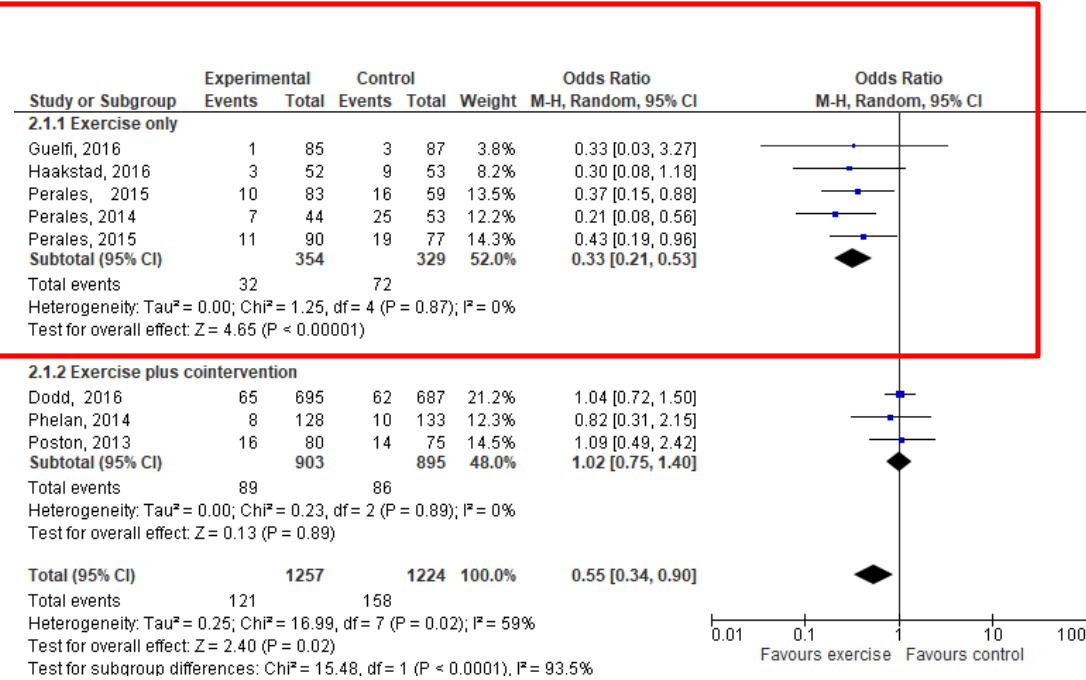 Experimental Control Odds Ratio Odds Ratio
Study or Subgroup Events Total Events Total Weight M-H, Random, 95% CI M-H, Random, 95% CI
2.1.1 Exercise only
Guelfi, 2016 1 85 3 87 3.8% 0.33 [0.03, 3.27]
Haakstad, 2016 3 52 9 53 8.2% 0.30 [0.08, 1.18]
Perales, 2015 10 83 16 59 13.5% 0.37 [0.15, 0.88]
Perales, 2014 7 44 25 53 12.2% 0.21 [0.08, 0.56]
Perales, 2015 11 90 19 77 14.3% 0.43 [0.19, 0.96]
Subtotal (95% CI) 354 329 52.0% 0.33 [0.21, 0.53]
Total events 32 72
Heterogeneity: Tau² = 0.00; Chi² = 1.25, df = 4 (P = 0.87); I² = 0%
Test for overall effect: Z = 4.65 (P < 0.00001)
2.1.2 Exercise plus cointervention
Dodd, 2016 65 695 62 687 21.2% 1.04 [0.72, 1.50]
Phelan, 2014 8 128 10 133 12.3% 0.82 [0.31, 2.15]
Poston, 2013 16 80 14 75 14.5% 1.09 [0.49, 2.42]
Subtotal (95% CI) 903 895 48.0% 1.02 [0.75, 1.40]
Total events 89 86
Heterogeneity: Tau² = 0.00; Chi² = 0.23, df = 2 (P = 0.89); I² = 0%
Test for overall effect: Z = 0.13 (P = 0.89)
Total (95% CI) 1257 1224 100.0% 0.55 [0.34, 0.90]
Total events 121 158
Heterogeneity: Tau² = 0.25; Chi² = 16.99, df = 7 (P = 0.02); I² = 59%
Test for overall effect: Z = 2.40 (P = 0.02)
Test for subgroup differences: Chi² = 15.48, df = 1 (P < 0.0001), I² = 93.5%
0.01 0.1 1 10 100
Favours exercise Favours control